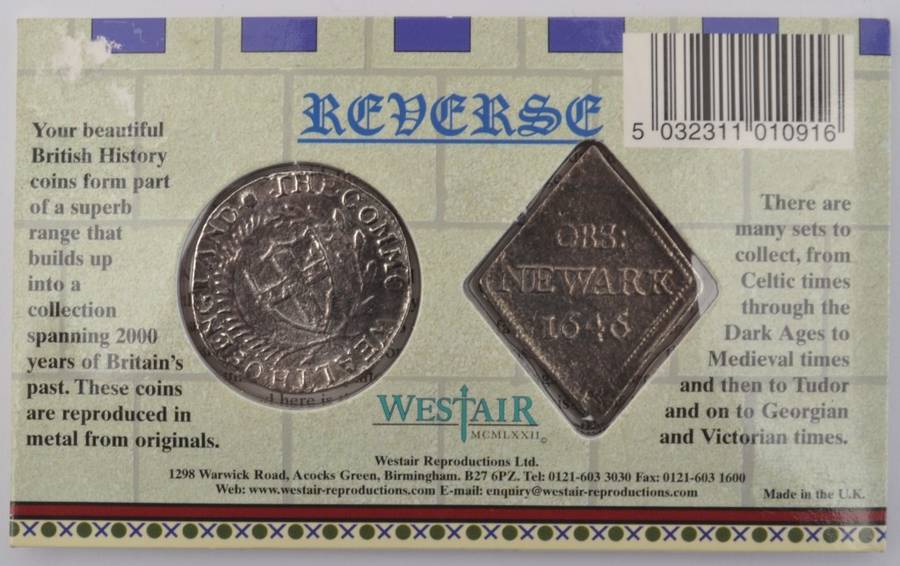 REVERSE
5 032311 010916
Your beautiful
British History
coins form part
of a superb
range that
builds up
into a
collection
spanning 2000
years of Britain's
past. These coins
are reproduced in
metal from originals.
THE COMMONWEALTH OF ENGLAND
OBS:
NEWARK
1646
There are
many sets to
collect, from
Celtic times
through the
Dark Ages to
Medieval times
and then to Tudor
and on to Georgian
and Victorian times.
There is
WESTAIR
MCMLXXII ©
Westair Reproductions Ltd.
1298 Warwick Road, Acocks Green, Birmingham. B27 6PZ. Tel: 0121-603 3030 Fax: 0121-603 1600
Web: www.westair-reproductions.com E-mail: enquiry@westair-reproductions.com
Made in the U.K.